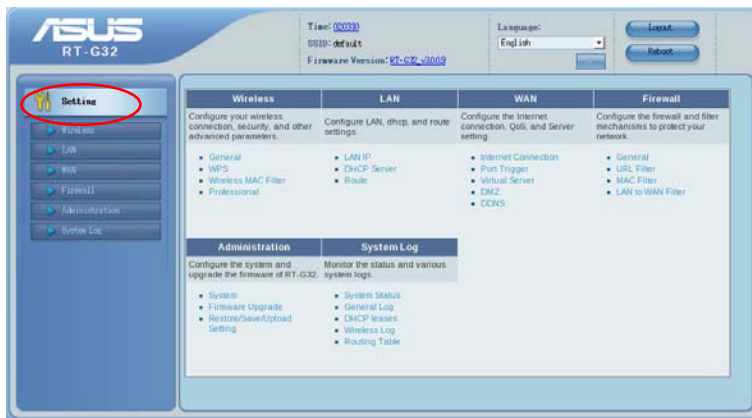 ASUS
RT-G32
Time: 020330
SSID: default
Firmware Version: RT-G32_v3.0.0.9
Language:
English
Logout
Reboot
Setting
Wireless
LAN
WAN
Firewall
Administration
System Log
Wireless
Configure your wireless
connection, security, and other
advanced parameters.
General
WPS
Wireless MAC Filter
Professional
LAN
Configure LAN, dhcp, and route
settings.
LAN IP
DHCP Server
Route
WAN
Configure the Internet
connection, QoS, and Server
setting
Internet Connection
Port Trigger
Virtual Server
DMZ
DDNS
Firewall
Configure the firewall and filter
mechanisms to protect your
network
General
URL Filter
MAC Filter
LAN to WAN Filter
Administration
Configure the system and
upgrade the firmware of RT-G32.
System
Firmware Upgrade
Restore/Save/Upload
Setting
System Log
Monitor the status and various
system logs.
System Status
General Log
DHCP leases
Wireless Log
Routing Table